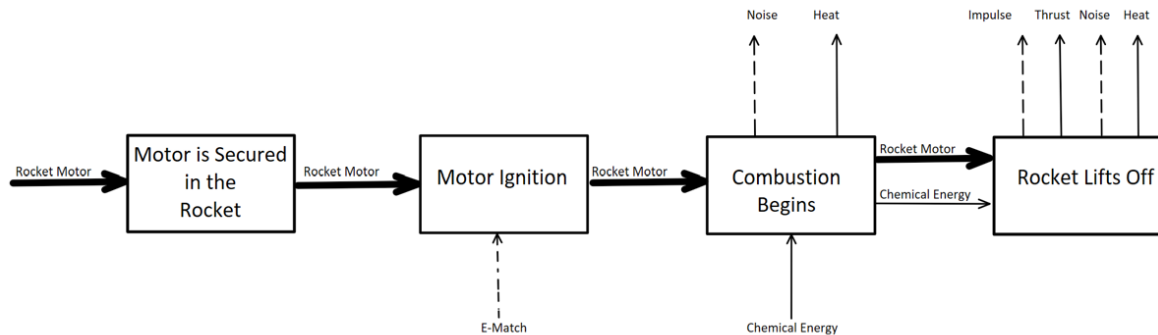 Noise
Heat
Impulse
Thrust
Noise
Heat
Rocket Motor
Motor is Secured
in the
Rocket
Rocket Motor
Motor Ignition
Rocket Motor
Combustion
Begins
Rocket Motor
Chemical Energy
Rocket Lifts Off
E-Match
Chemical Energy